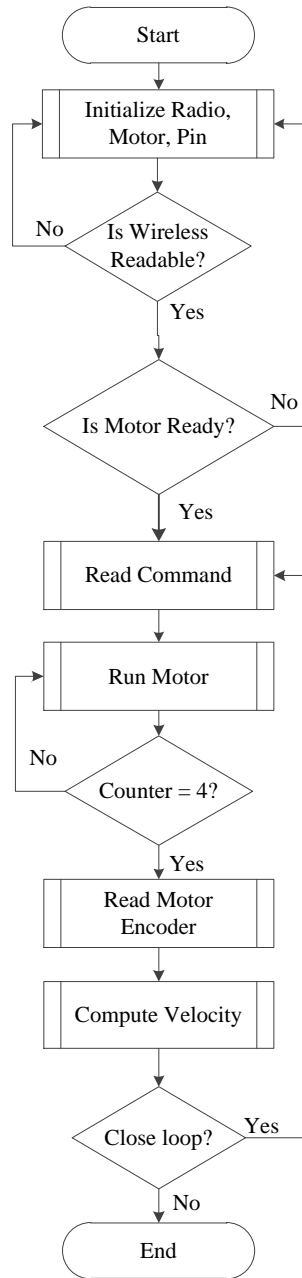 Start
Initialize Radio,
Motor, Pin
No
Is Wireless
Readable?
Yes
No
Is Motor Ready?
Yes
Read Command
Run Motor
No
Counter = 4?
Yes
Read Motor
Encoder
Compute Velocity
Close loop?
Yes
No
End